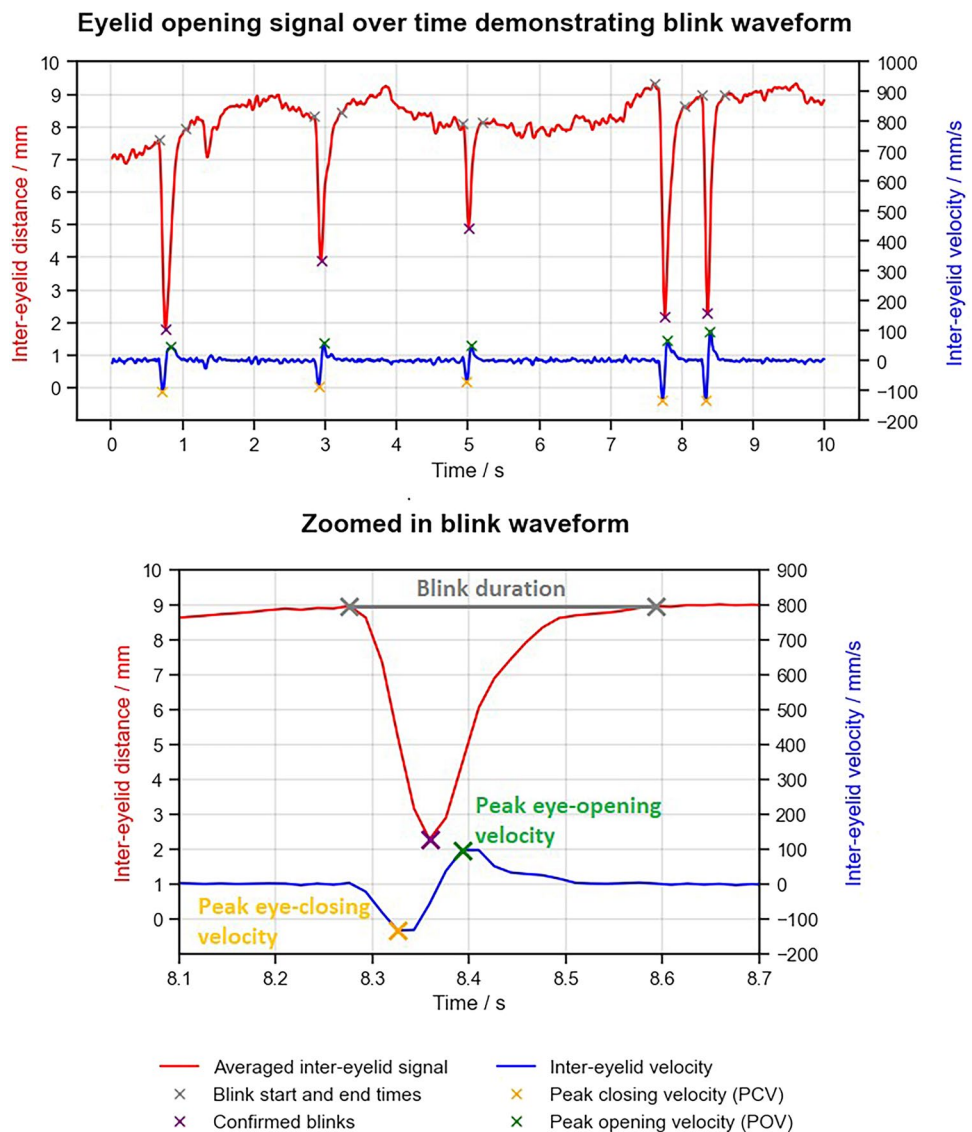 Eyelid opening signal over time demonstrating blink waveform
10
9
8
7
6
5
4
3
2
1
0
Inter-eyelid distance / mm
1000
900
800
700
600
500
400
300
200
100
0
−100
−200
Inter-eyelid velocity / mm/s
0 1 2 3 4 5 6 7 8 9 10
Time / s
Zoomed in blink waveform
10
9
8
7
6
5
4
3
2
1
0
Inter-eyelid distance / mm
Blink duration
Peak eye-opening
velocity
Peak eye-closing
velocity
900
800
700
600
500
400
300
200
100
0
−100
−200
Inter-eyelid velocity / mm/s
8.1 8.2 8.3 8.4 8.5 8.6 8.7
Time / s
Averaged inter-eyelid signal
Blink start and end times
Confirmed blinks
Inter-eyelid velocity
Peak closing velocity (PCV)
Peak opening velocity (POV)